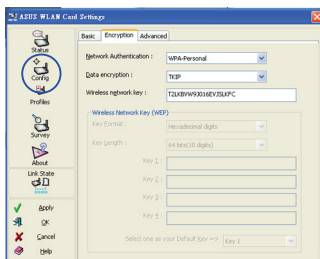 ASUS WLAN Card Settings
Status
Config
Profiles
Survey
About
Link State
Apply
OK
Cancel
Help
Basic Encryption Advanced
Network Authentication : WPA-Personal
Data encryption : TKIP
Wireless network key :
Wireless Network Key (WEP)
Key Format : Hexadecimal digits
Key Length : 64 bits(10 digits)
Key 1 :
Key 2 :
Key 3 :
Key 4 :
Select one as your Default Key => Key 1